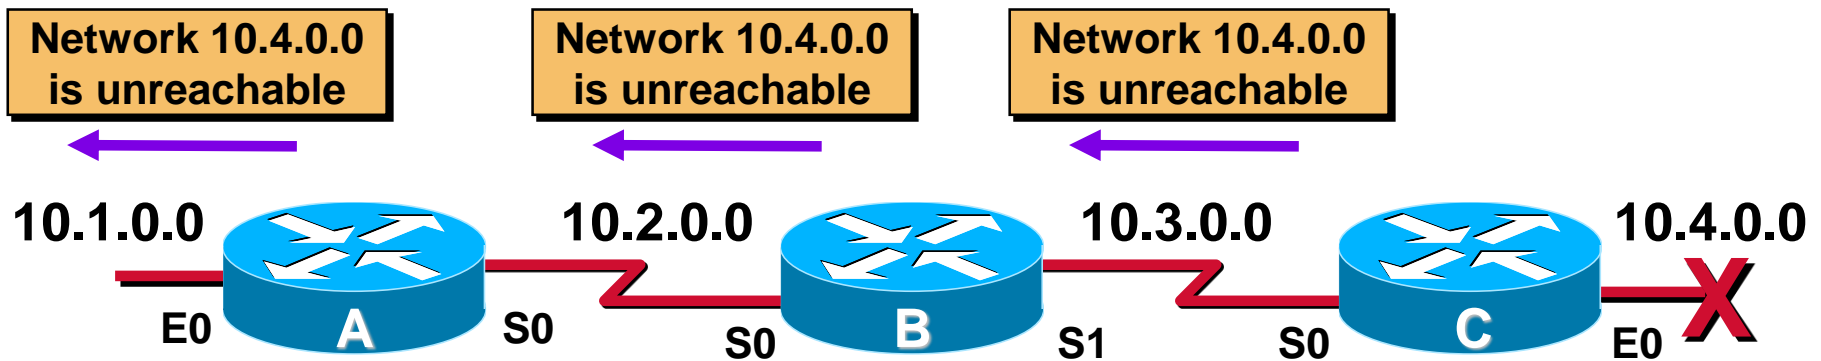 Network 10.4.0.0
is unreachable
Network 10.4.0.0
is unreachable
Network 10.4.0.0
is unreachable
10.1.0.0
10.2.0.0
10.3.0.0
10.4.0.0
E0
A
S0
S0
B
S1
S0
C
E0
X